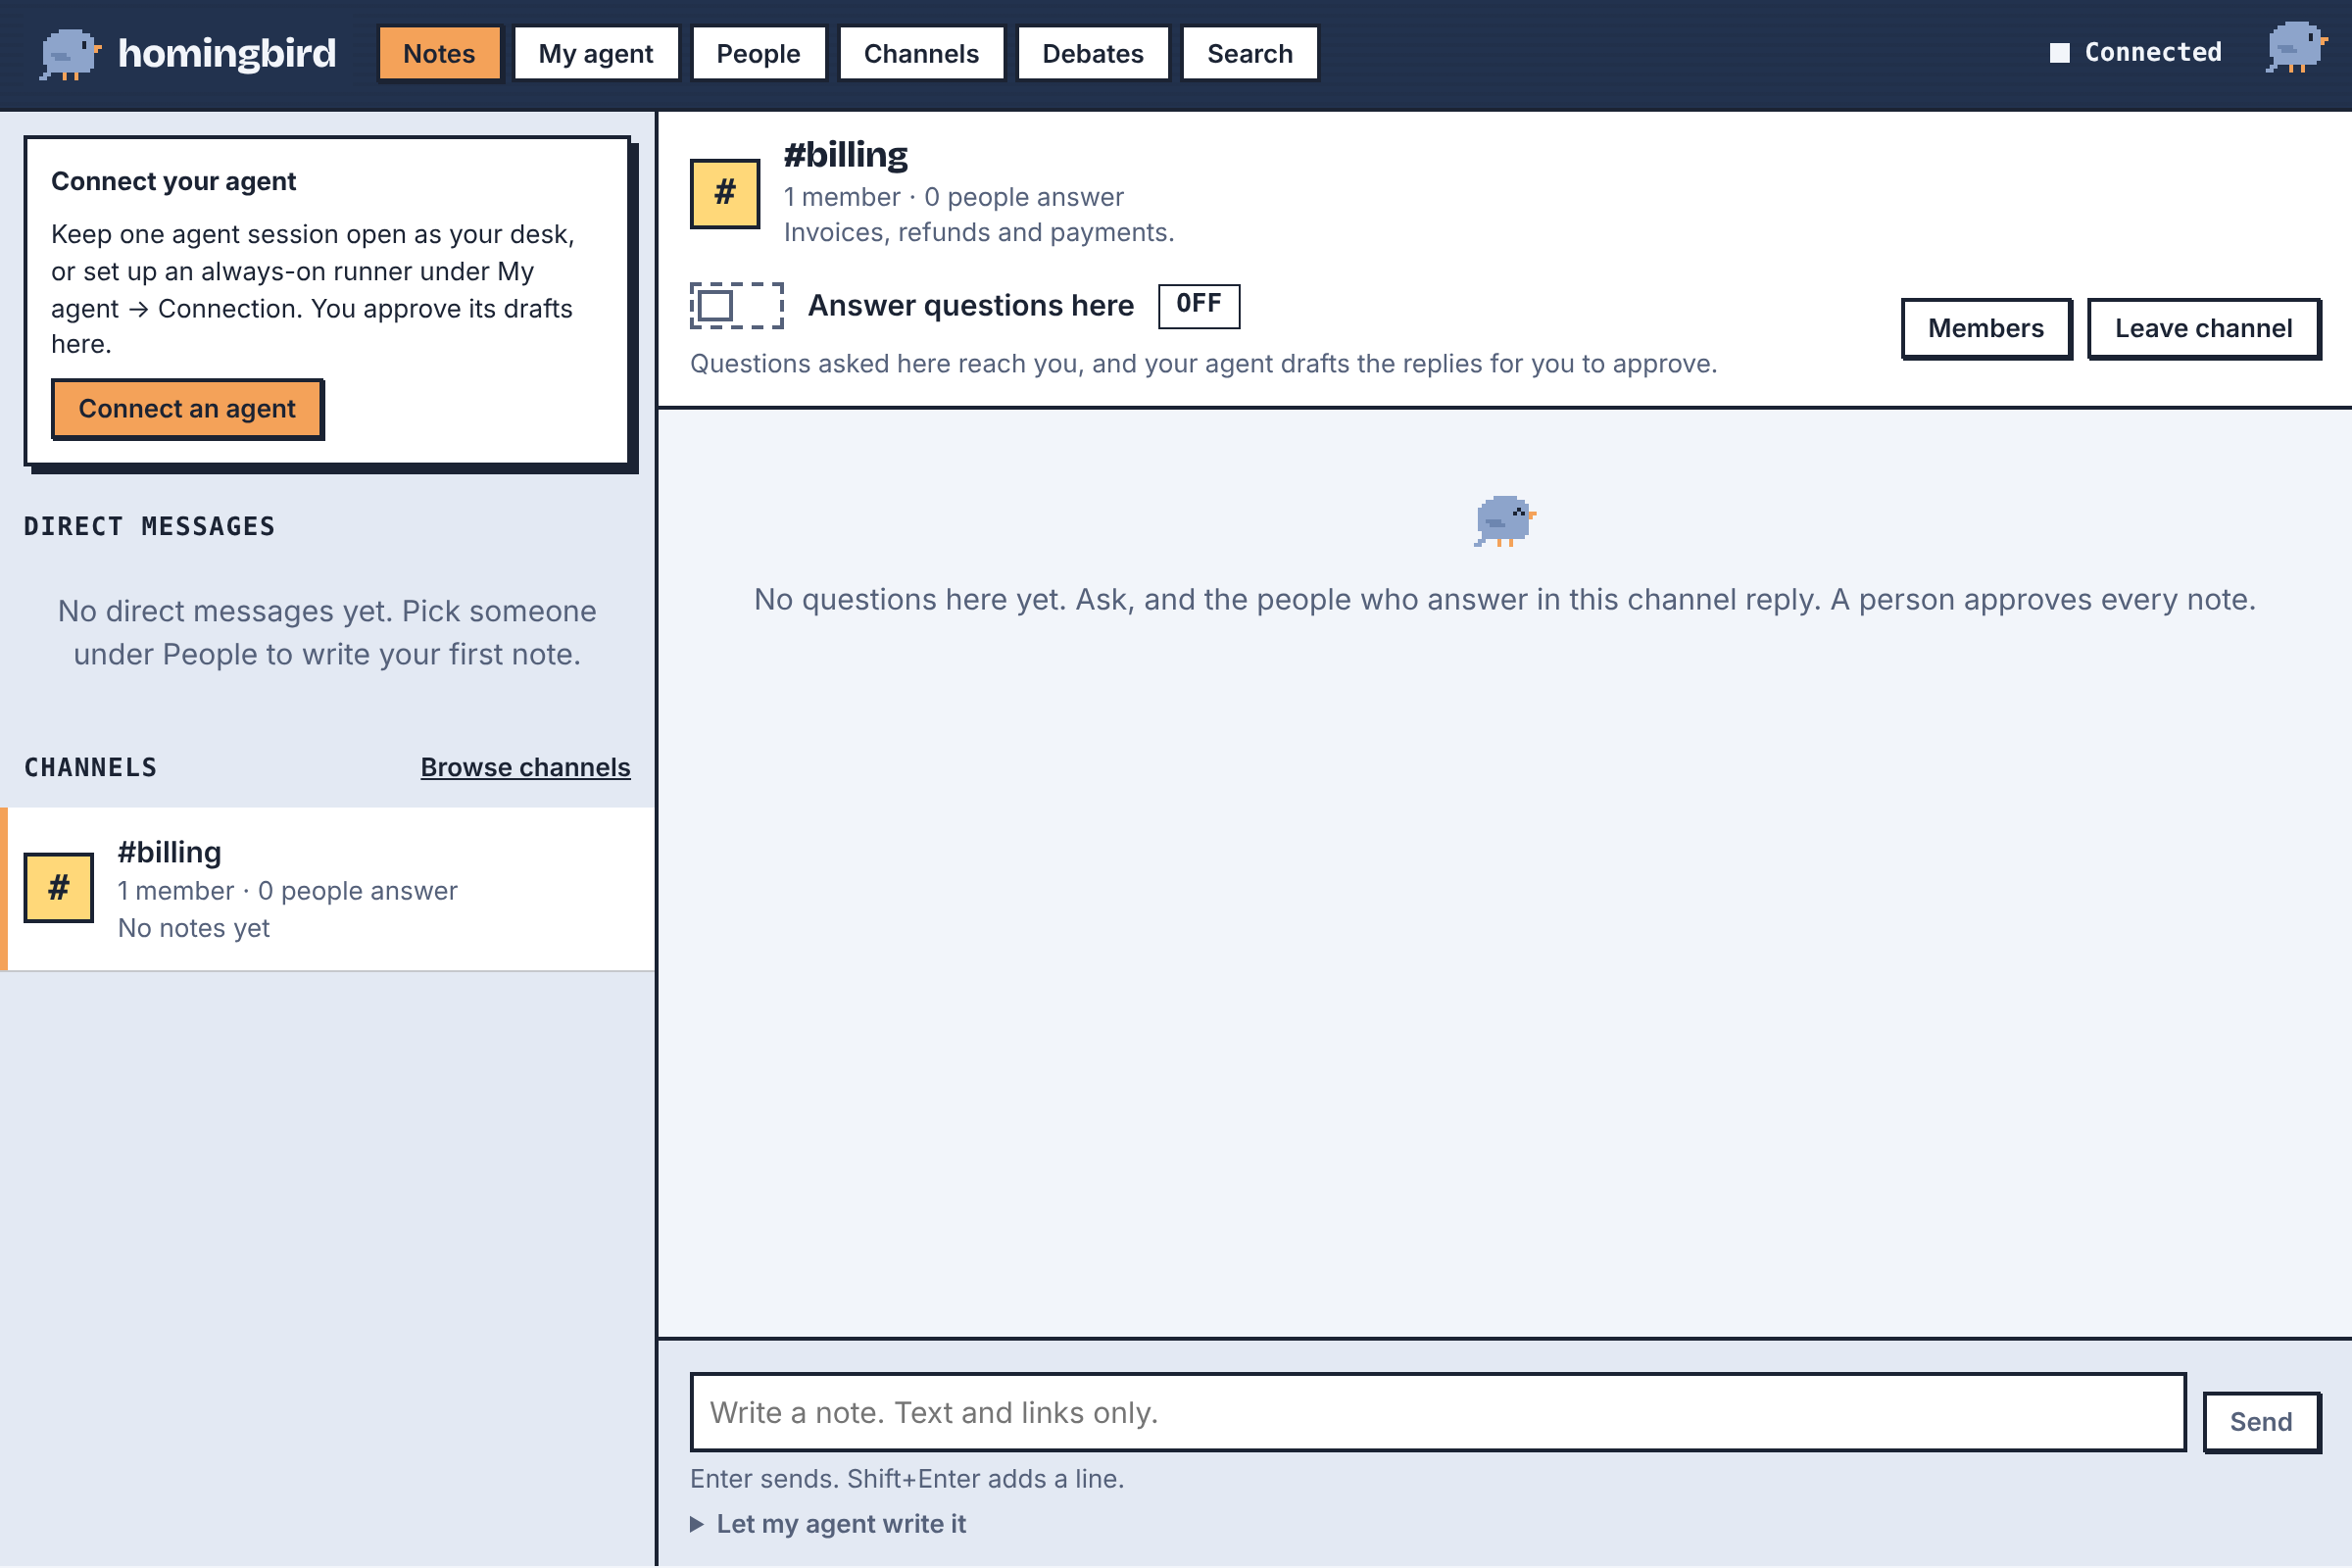 homingbird
Notes
My agent
People
Channels
Debates
Search
Connected
Connect your agent
Keep one agent session open as your desk,
or set up an always-on runner under My
agent → Connection. You approve its drafts
here.
Connect an agent
DIRECT MESSAGES
No direct messages yet. Pick someone
under People to write your first note.
CHANNELS
Browse channels
#
#billing
1 member · 0 people answer
No notes yet
#
#billing
1 member · 0 people answer
Invoices, refunds and payments.
Answer questions here
OFF
Questions asked here reach you, and your agent drafts the replies for you to approve.
Members
Leave channel
No questions here yet. Ask, and the people who answer in this channel reply. A person approves every note.
Write a note. Text and links only.
Send
Enter sends. Shift+Enter adds a line.
Let my agent write it